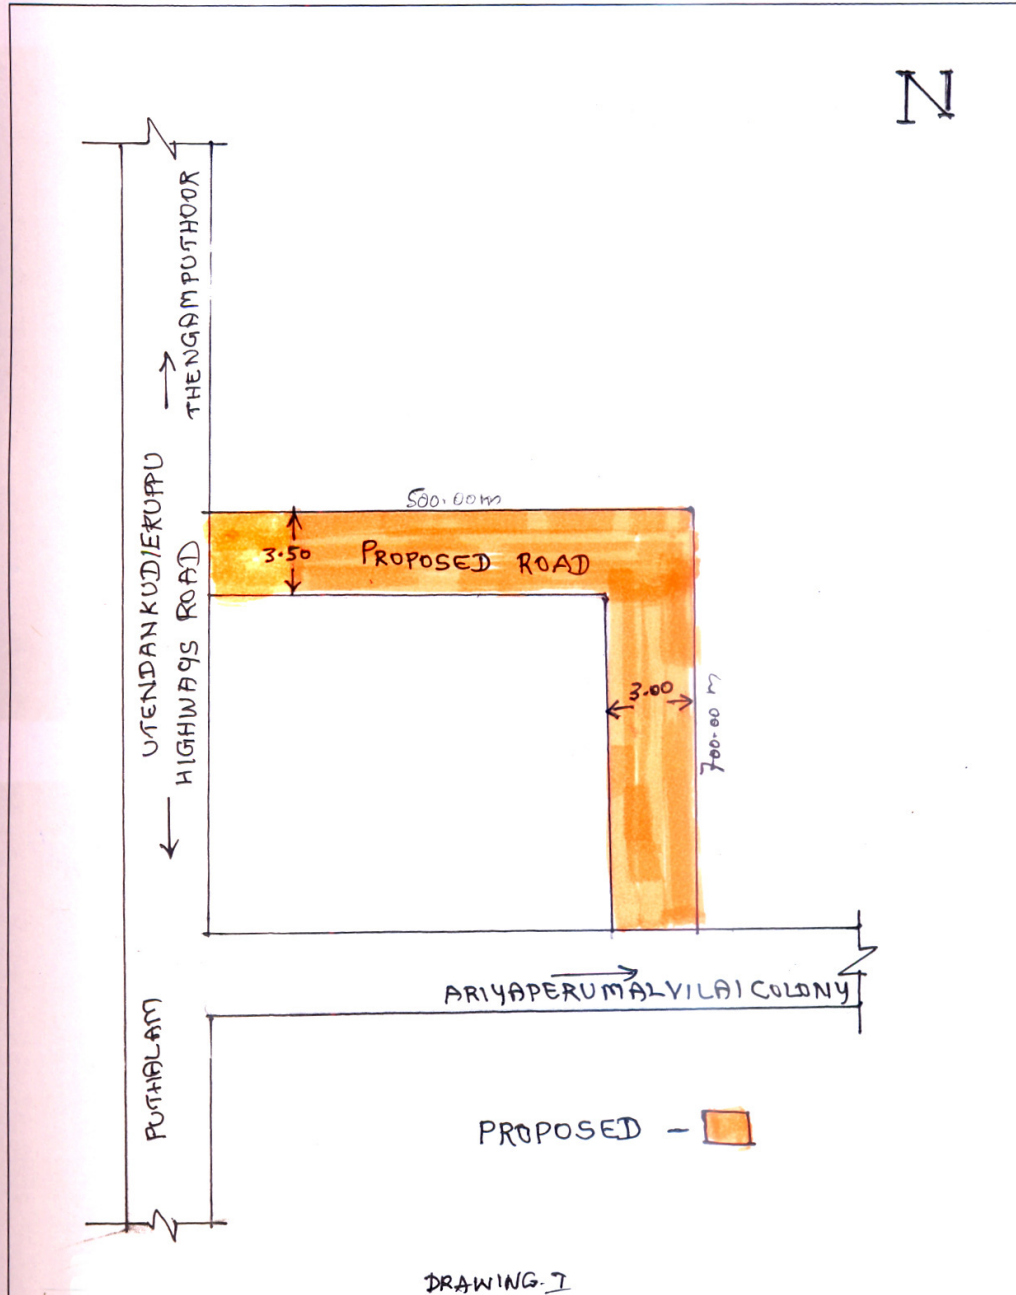 N
THENGAMPUTHOOR
UTENDANKUDIERUPPU
HIGHWAYS ROAD
500.00m
3.50
PROPOSED ROAD
3.00
700.00 m
ARIYAPERUMALVILAI COLONY
PUTHALAM
PROPOSED -
DRAWING-I